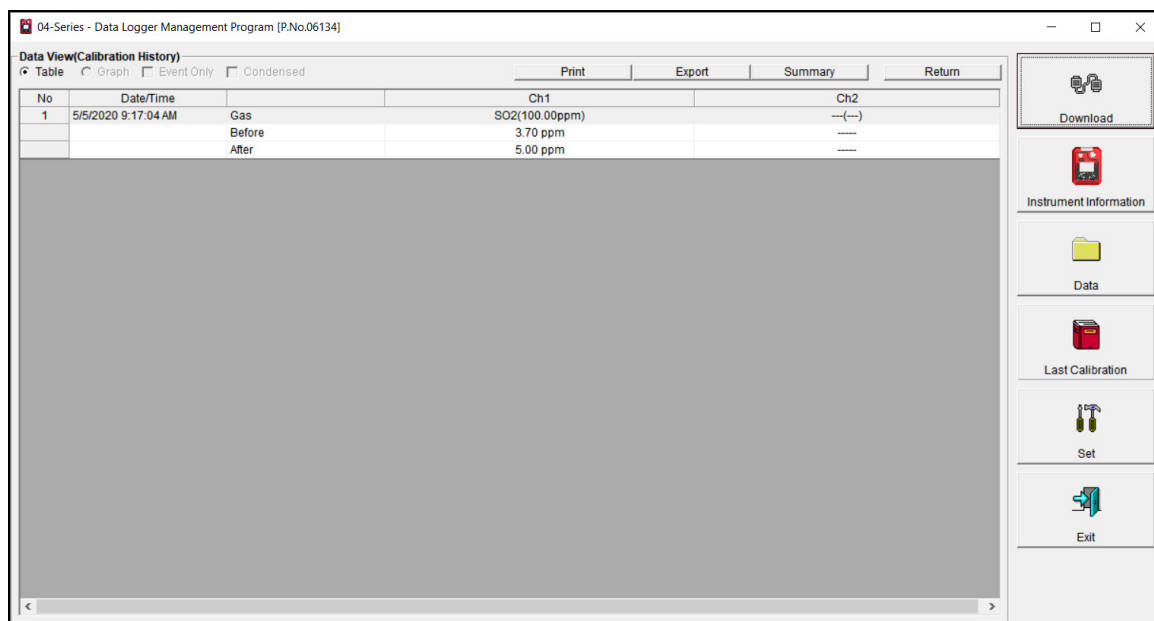 04-Series - Data Logger Management Program [P.No.06134]
Data View(Calibration History)
Table Graph Event Only Condensed Print Export Summary Return
No Date/Time Ch1 Ch2
1 5/5/2020 9:17:04 AM Gas SO2(100.00ppm) ---(---)
Before 3.70 ppm -----
After 5.00 ppm -----
Download
Instrument Information
Data
Last Calibration
Set
Exit